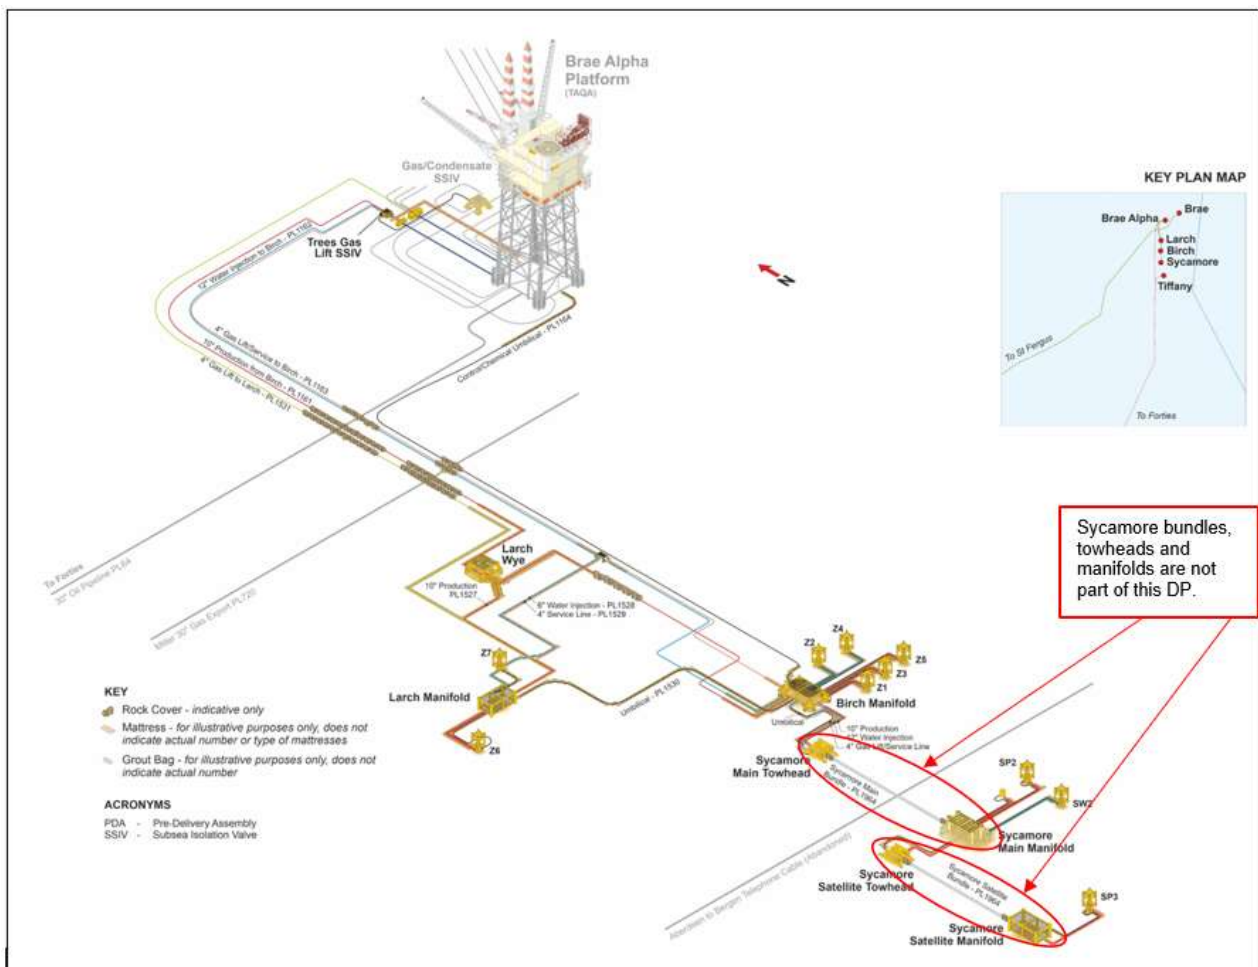 Brae Alpha
Platform
(TAQA)
Gas/Condensate
SSIV
Trees Gas
Lift SSIV
12" Water Injection to Birch - PL1162
4" Gas Lift/Service to Birch - PL1163
10" Production from Birch - PL1161
4" Gas Lift to Larch - PL1531
Control/Chemical Umbilical - PL1164
N
KEY PLAN MAP
Brae Alpha
Brae
Larch
Birch
Sycamore
Tiffany
To St Fergus
To Forties
Sycamore bundles,
towheads and
manifolds are not
part of this DP.
To Forties
30" Oil Pipeline PL64
Miller 30" Gas Export PL720
Larch
Wye
10" Production
PL1527
6" Water Injection - PL1528
4" Service Line - PL1529
Z7
Larch Manifold
Z6
Umbilical - PL1530
Z2
Z4
Z5
Z3
Z1
Birch Manifold
Umbilical
10" Production
12" Water Injection
4" Gas Lift/Service Line
Sycamore
Main Towhead
Sycamore Main
Bundle - PL1964
SP2
SW2
Sycamore
Main Manifold
Sycamore
Satellite Towhead
Sycamore Satellite
Bundle - PL1964
SP3
Sycamore
Satellite Manifold
Aberdeen to Bergen Telephone Cable (Abandoned)
KEY
Rock Cover - indicative only
Mattress - for illustrative purposes only, does not
indicate actual number or type of mattresses
Grout Bag - for illustrative purposes only, does not
indicate actual number
ACRONYMS
PDA - Pre-Delivery Assembly
SSIV - Subsea Isolation Valve